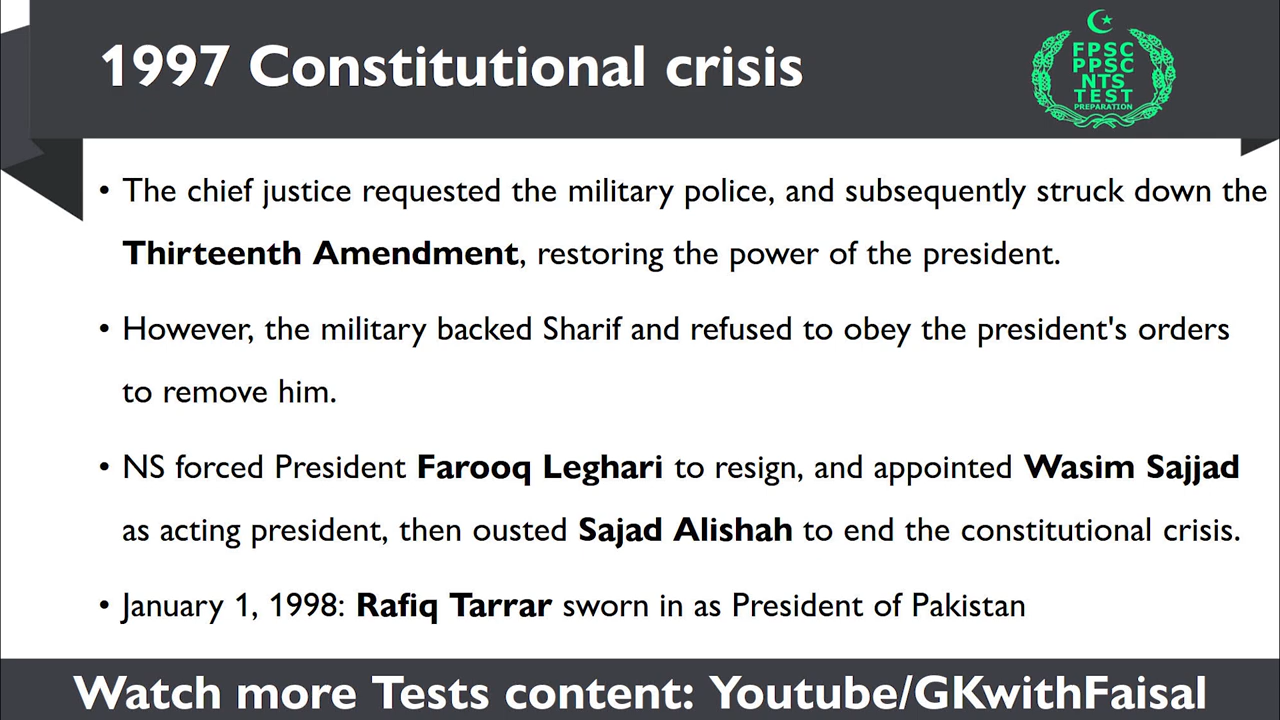 1997 Constitutional crisis
FPSC
PPSC
NTS
TEST
PREPARATION
• The chief justice requested the military police, and subsequently struck down the
Thirteenth Amendment, restoring the power of the president.
• However, the military backed Sharif and refused to obey the president's orders
to remove him.
• NS forced President Farooq Leghari to resign, and appointed Wasim Sajjad
as acting president, then ousted Sajad Alishah to end the constitutional crisis.
• January 1, 1998: Rafiq Tarrar sworn in as President of Pakistan
Watch more Tests content: Youtube/GKwithFaisal